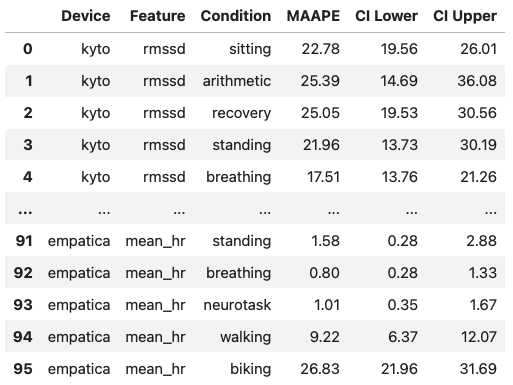 Device Feature Condition MAAPE CI Lower CI Upper
0 kyto rmssd sitting 22.78 19.56 26.01
1 kyto rmssd arithmetic 25.39 14.69 36.08
2 kyto rmssd recovery 25.05 19.53 30.56
3 kyto rmssd standing 21.96 13.73 30.19
4 kyto rmssd breathing 17.51 13.76 21.26
... ... ... ... ... ... ...
91 empatica mean_hr standing 1.58 0.28 2.88
92 empatica mean_hr breathing 0.80 0.28 1.33
93 empatica mean_hr neurotask 1.01 0.35 1.67
94 empatica mean_hr walking 9.22 6.37 12.07
95 empatica mean_hr biking 26.83 21.96 31.69